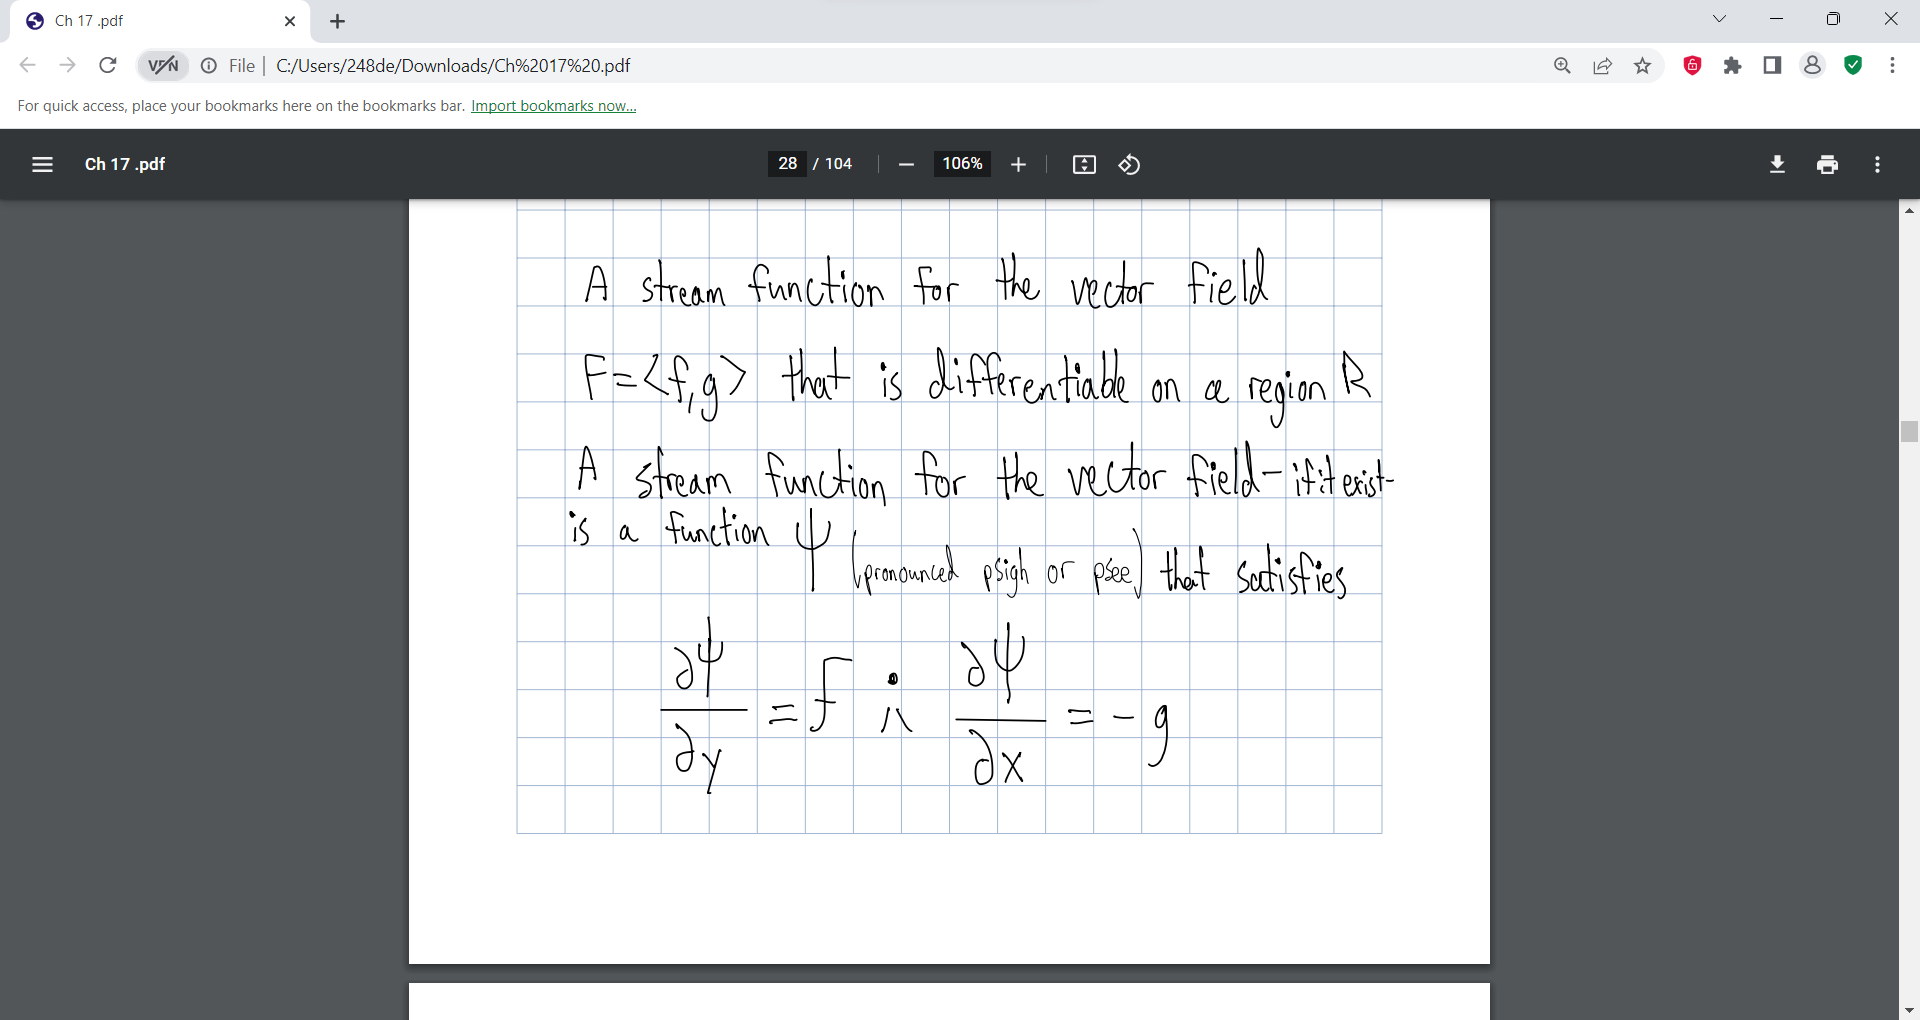 Ch 17 .pdf
VPN File C:/Users/248de/Downloads/Ch%2017%20.pdf
For quick access, place your bookmarks here on the bookmarks bar. Import bookmarks now...
Ch 17 .pdf 28 / 104 106%
A stream function for the vector field
F=<f,g> that is differentiable on a region R
A stream function for the vector field - if it exist-
is a function ψ (pronounced psigh or psee) that satisfies
∂ψ/∂y = f ; ∂ψ/∂x = - g